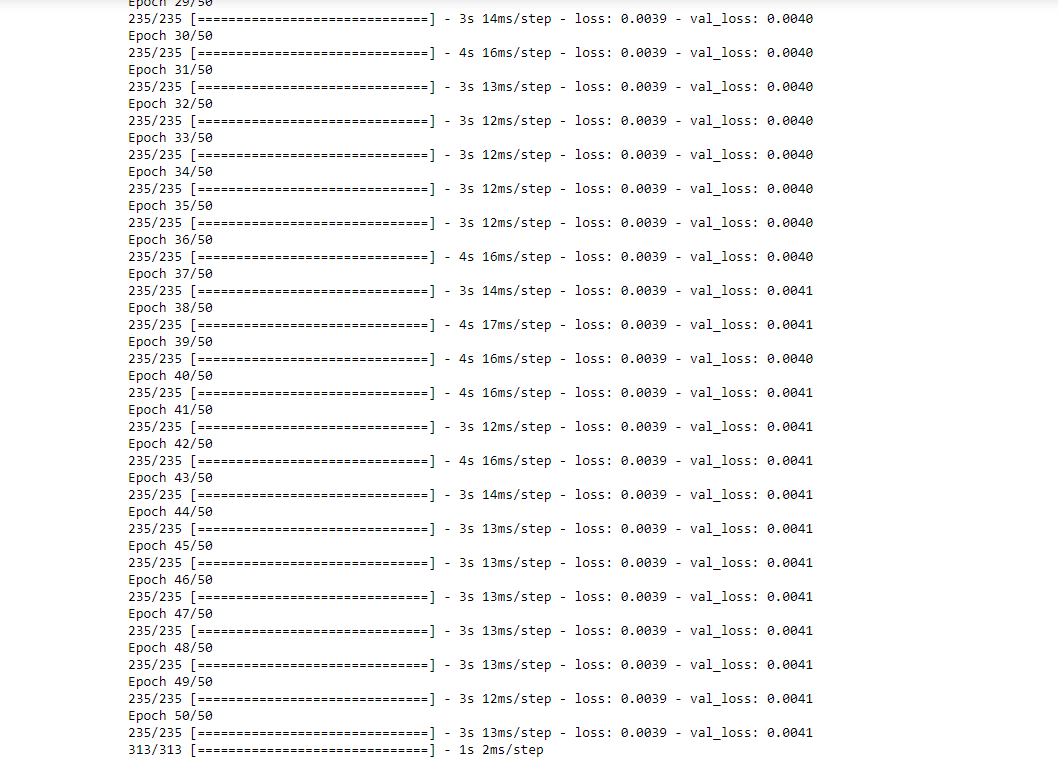 Epoch 29/50
235/235 [==============================] - 3s 14ms/step - loss: 0.0039 - val_loss: 0.0040
Epoch 30/50
235/235 [==============================] - 4s 16ms/step - loss: 0.0039 - val_loss: 0.0040
Epoch 31/50
235/235 [==============================] - 3s 13ms/step - loss: 0.0039 - val_loss: 0.0040
Epoch 32/50
235/235 [==============================] - 3s 12ms/step - loss: 0.0039 - val_loss: 0.0040
Epoch 33/50
235/235 [==============================] - 3s 12ms/step - loss: 0.0039 - val_loss: 0.0040
Epoch 34/50
235/235 [==============================] - 3s 12ms/step - loss: 0.0039 - val_loss: 0.0040
Epoch 35/50
235/235 [==============================] - 3s 12ms/step - loss: 0.0039 - val_loss: 0.0040
Epoch 36/50
235/235 [==============================] - 4s 16ms/step - loss: 0.0039 - val_loss: 0.0040
Epoch 37/50
235/235 [==============================] - 3s 14ms/step - loss: 0.0039 - val_loss: 0.0041
Epoch 38/50
235/235 [==============================] - 4s 17ms/step - loss: 0.0039 - val_loss: 0.0041
Epoch 39/50
235/235 [==============================] - 4s 16ms/step - loss: 0.0039 - val_loss: 0.0040
Epoch 40/50
235/235 [==============================] - 4s 16ms/step - loss: 0.0039 - val_loss: 0.0041
Epoch 41/50
235/235 [==============================] - 3s 12ms/step - loss: 0.0039 - val_loss: 0.0041
Epoch 42/50
235/235 [==============================] - 4s 16ms/step - loss: 0.0039 - val_loss: 0.0041
Epoch 43/50
235/235 [==============================] - 3s 14ms/step - loss: 0.0039 - val_loss: 0.0041
Epoch 44/50
235/235 [==============================] - 3s 13ms/step - loss: 0.0039 - val_loss: 0.0041
Epoch 45/50
235/235 [==============================] - 3s 13ms/step - loss: 0.0039 - val_loss: 0.0041
Epoch 46/50
235/235 [==============================] - 3s 13ms/step - loss: 0.0039 - val_loss: 0.0041
Epoch 47/50
235/235 [==============================] - 3s 13ms/step - loss: 0.0039 - val_loss: 0.0041
Epoch 48/50
235/235 [==============================] - 3s 13ms/step - loss: 0.0039 - val_loss: 0.0041
Epoch 49/50
235/235 [==============================] - 3s 12ms/step - loss: 0.0039 - val_loss: 0.0041
Epoch 50/50
235/235 [==============================] - 3s 13ms/step - loss: 0.0039 - val_loss: 0.0041
313/313 [==============================] - 1s 2ms/step